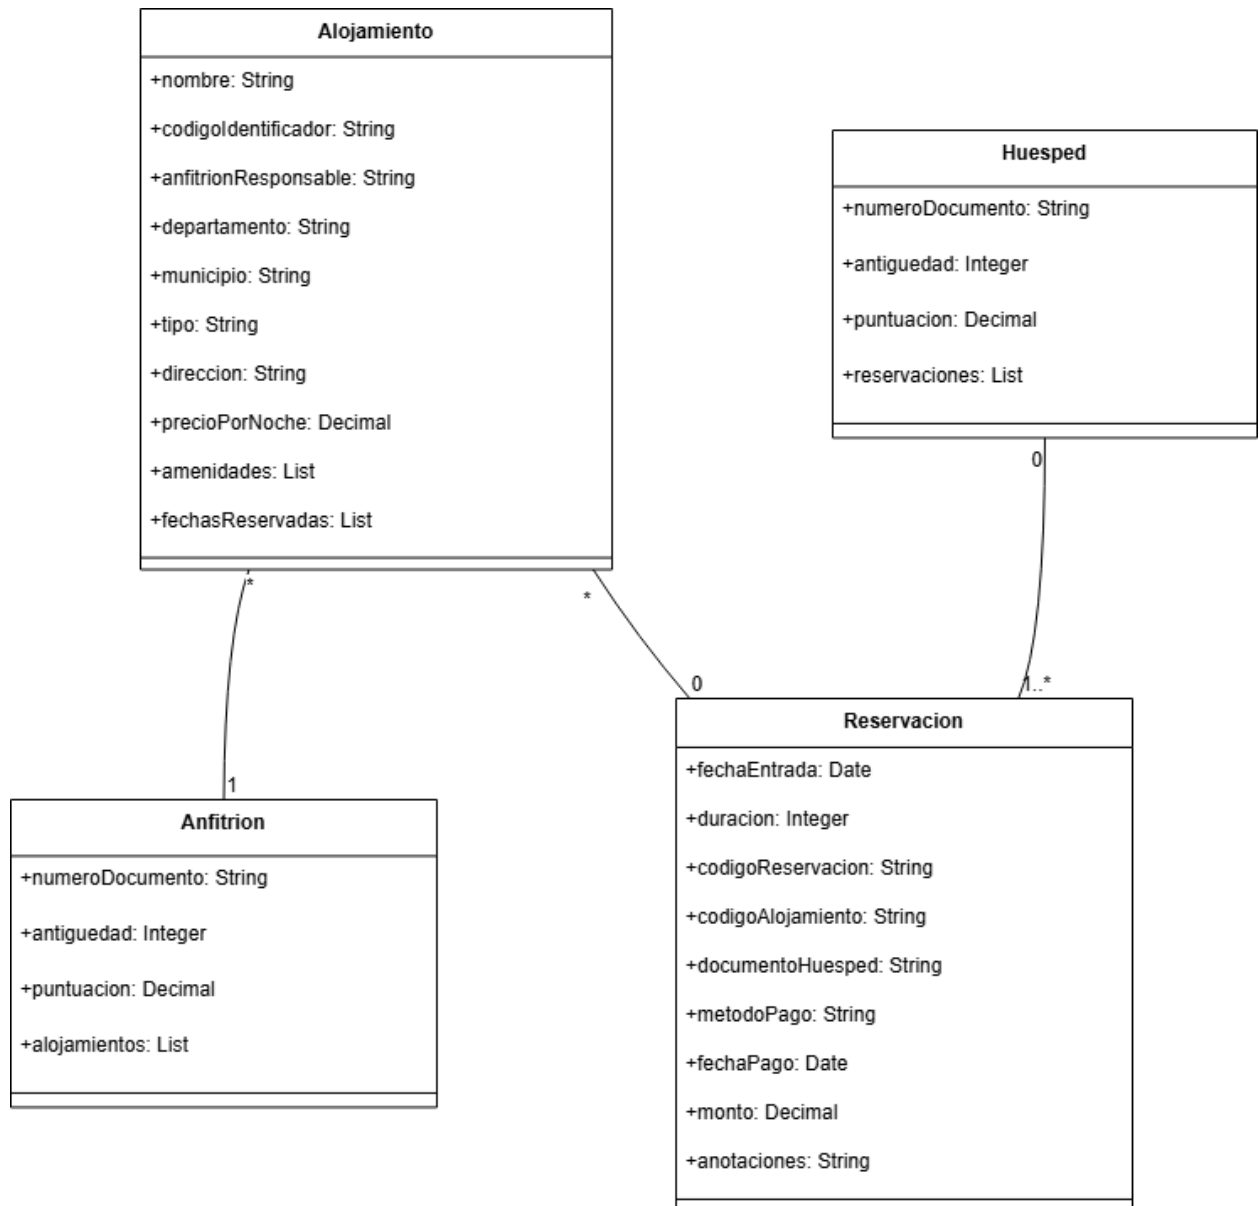 Alojamiento
+nombre: String
+codigoIdentificador: String
+anfitrionResponsable: String
+departamento: String
+municipio: String
+tipo: String
+direccion: String
+precioPorNoche: Decimal
+amenidades: List
+fechasReservadas: List
Huesped
+numeroDocumento: String
+antiguedad: Integer
+puntuacion: Decimal
+reservaciones: List
0
*
*
0
1..*
1
Anfitrion
+numeroDocumento: String
+antiguedad: Integer
+puntuacion: Decimal
+alojamientos: List
Reservacion
+fechaEntrada: Date
+duracion: Integer
+codigoReservacion: String
+codigoAlojamiento: String
+documentoHuesped: String
+metodoPago: String
+fechaPago: Date
+monto: Decimal
+anotaciones: String